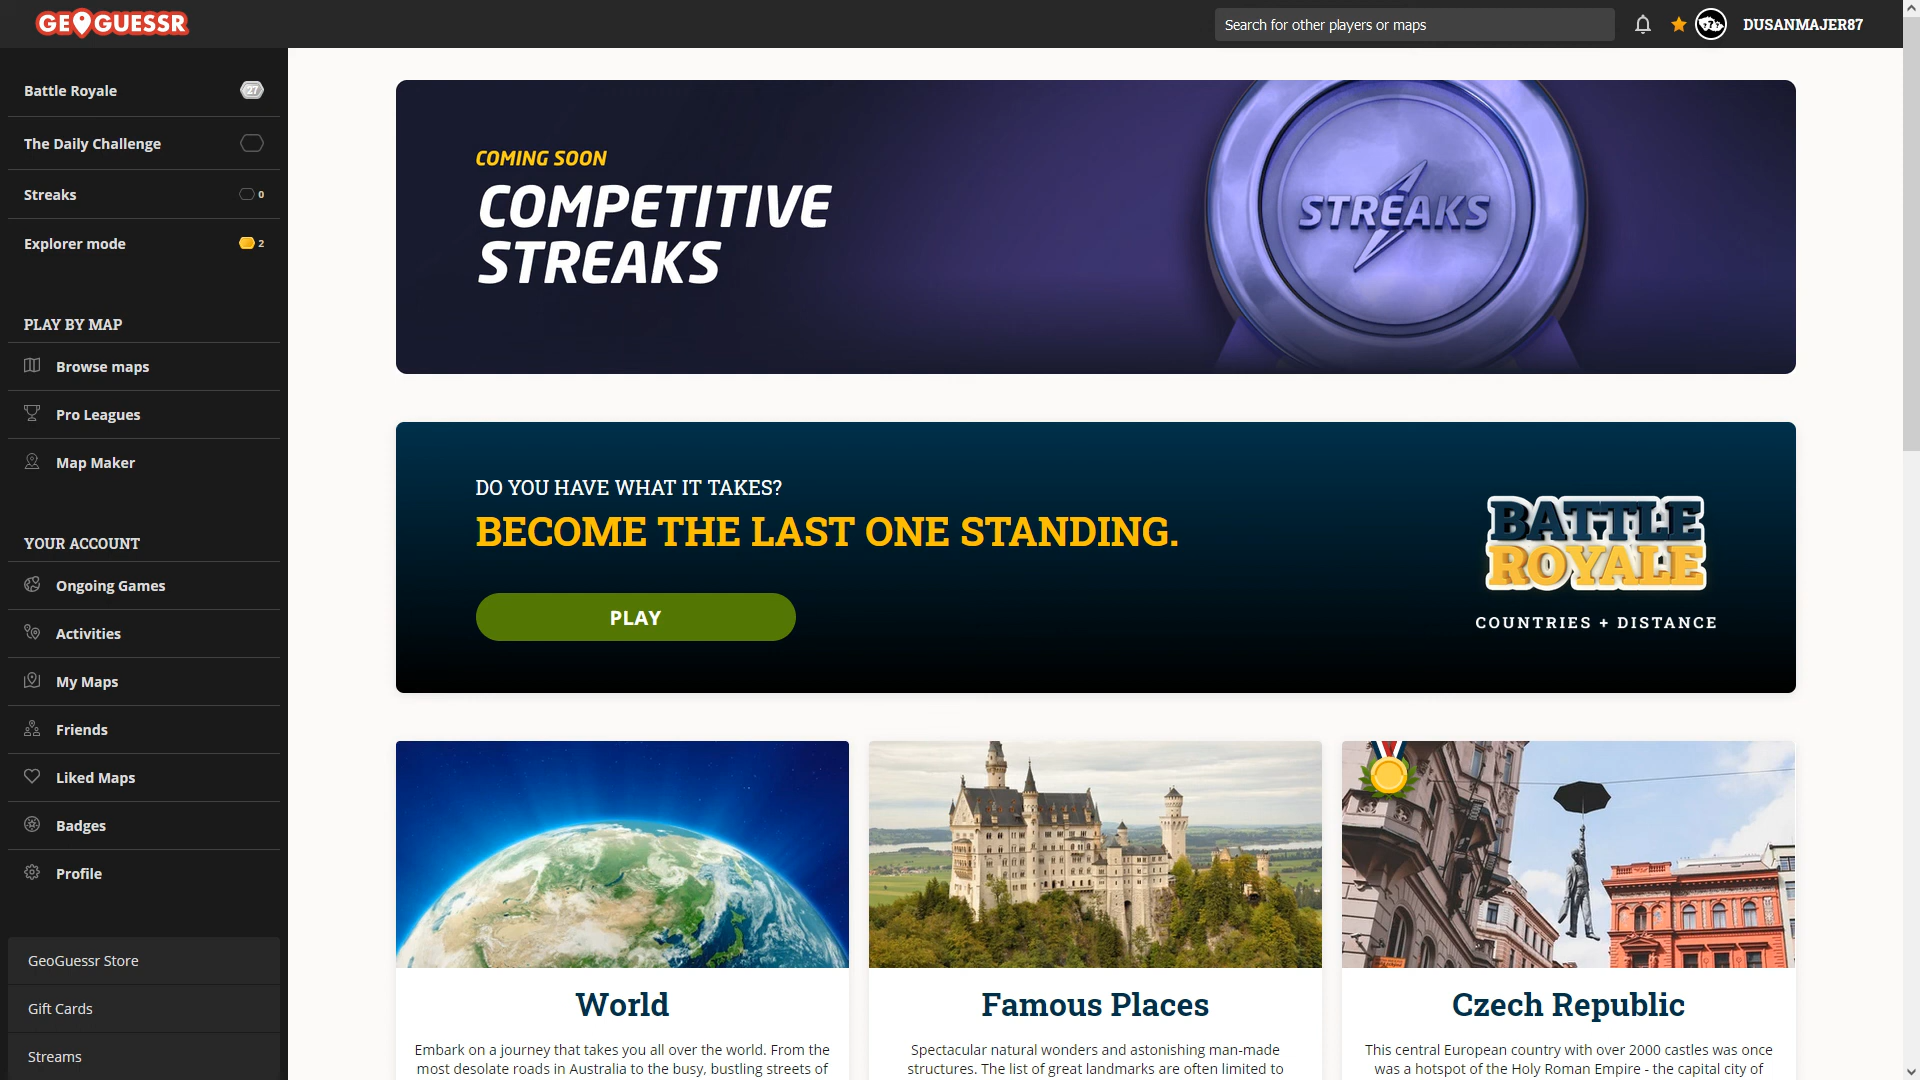 GEOGUESSR
Search for other players or maps
DUSANMAJER87
Battle Royale
27
The Daily Challenge
Streaks
0
Explorer mode
2
PLAY BY MAP
Browse maps
Pro Leagues
Map Maker
YOUR ACCOUNT
Ongoing Games
Activities
My Maps
Friends
Liked Maps
Badges
Profile
GeoGuessr Store
Gift Cards
Streams
COMING SOON
COMPETITIVE
STREAKS
STREAKS
DO YOU HAVE WHAT IT TAKES?
BECOME THE LAST ONE STANDING.
PLAY
BATTLE
ROYALE
COUNTRIES + DISTANCE
World
Embark on a journey that takes you all over the world. From the
most desolate roads in Australia to the busy, bustling streets of
Famous Places
Spectacular natural wonders and astonishing man-made
structures. The list of great landmarks are often limited to
Czech Republic
This central European country with over 2000 castles was once
was a hotspot of the Holy Roman Empire - the capital city of